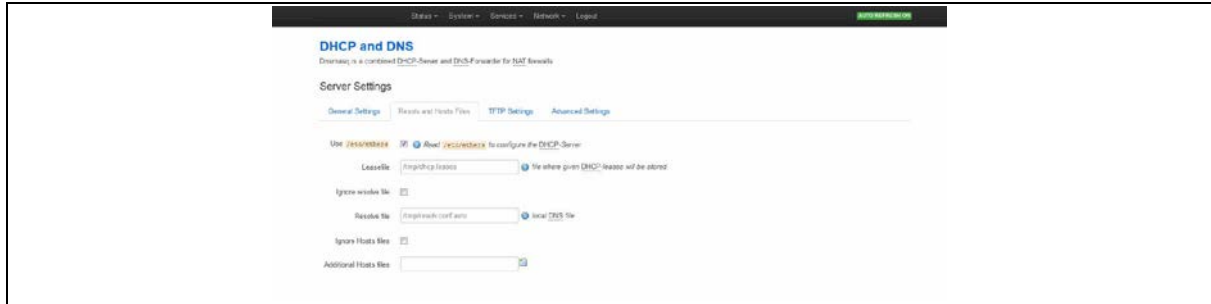 Status System Services Network Logout AUTO REFRESH ON
DHCP and DNS
Dnsmasq is a combined DHCP-Server and DNS-Forwarder for NAT firewalls
Server Settings
General Settings Resolv and Hosts Files TFTP Settings Advanced Settings
Use /etc/ethers Read /etc/ethers to configure the DHCP-Server
Leasefile /tmp/dhcp.leases file where given DHCP-leases will be stored
Ignore resolve file
Resolve file /tmp/resolv.conf.auto local DNS file
Ignore Hosts files
Additional Hosts files